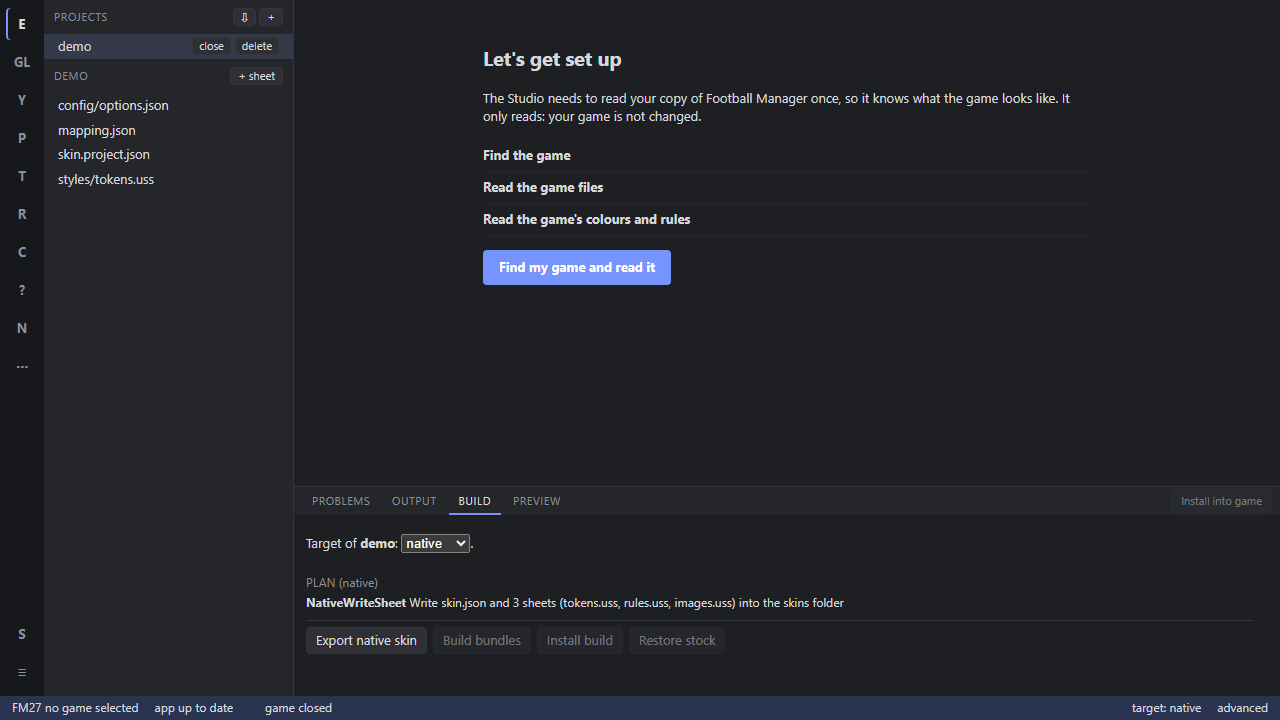 E
GL
Y
P
T
R
C
?
N
...
S
☰
PROJECTS
⇩ +
demo close delete
DEMO + sheet
config/options.json
mapping.json
skin.project.json
styles/tokens.uss
Let's get set up
The Studio needs to read your copy of Football Manager once, so it knows what the game looks like. It
only reads: your game is not changed.
Find the game
Read the game files
Read the game's colours and rules
Find my game and read it
PROBLEMS OUTPUT BUILD PREVIEW Install into game
Target of demo: native .
PLAN (native)
NativeWriteSheet Write skin.json and 3 sheets (tokens.uss, rules.uss, images.uss) into the skins folder
Export native skin Build bundles Install build Restore stock
FM27 no game selected app up to date game closed target: native advanced